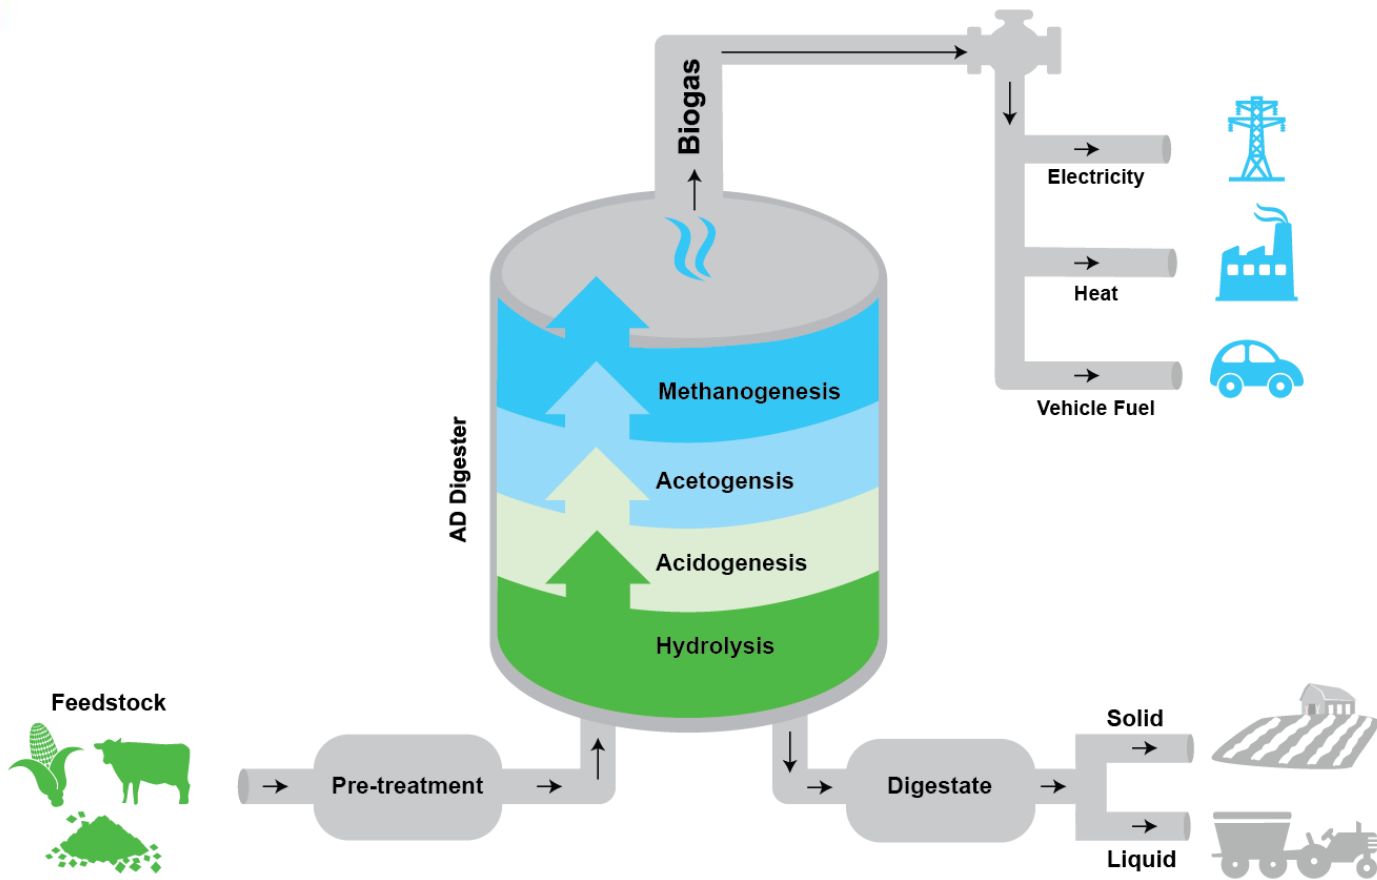 Biogas
Electricity
Heat
Vehicle Fuel
AD Digester
Methanogenesis
Acetogensis
Acidogenesis
Hydrolysis
Feedstock
Pre-treatment
Digestate
Solid
Liquid